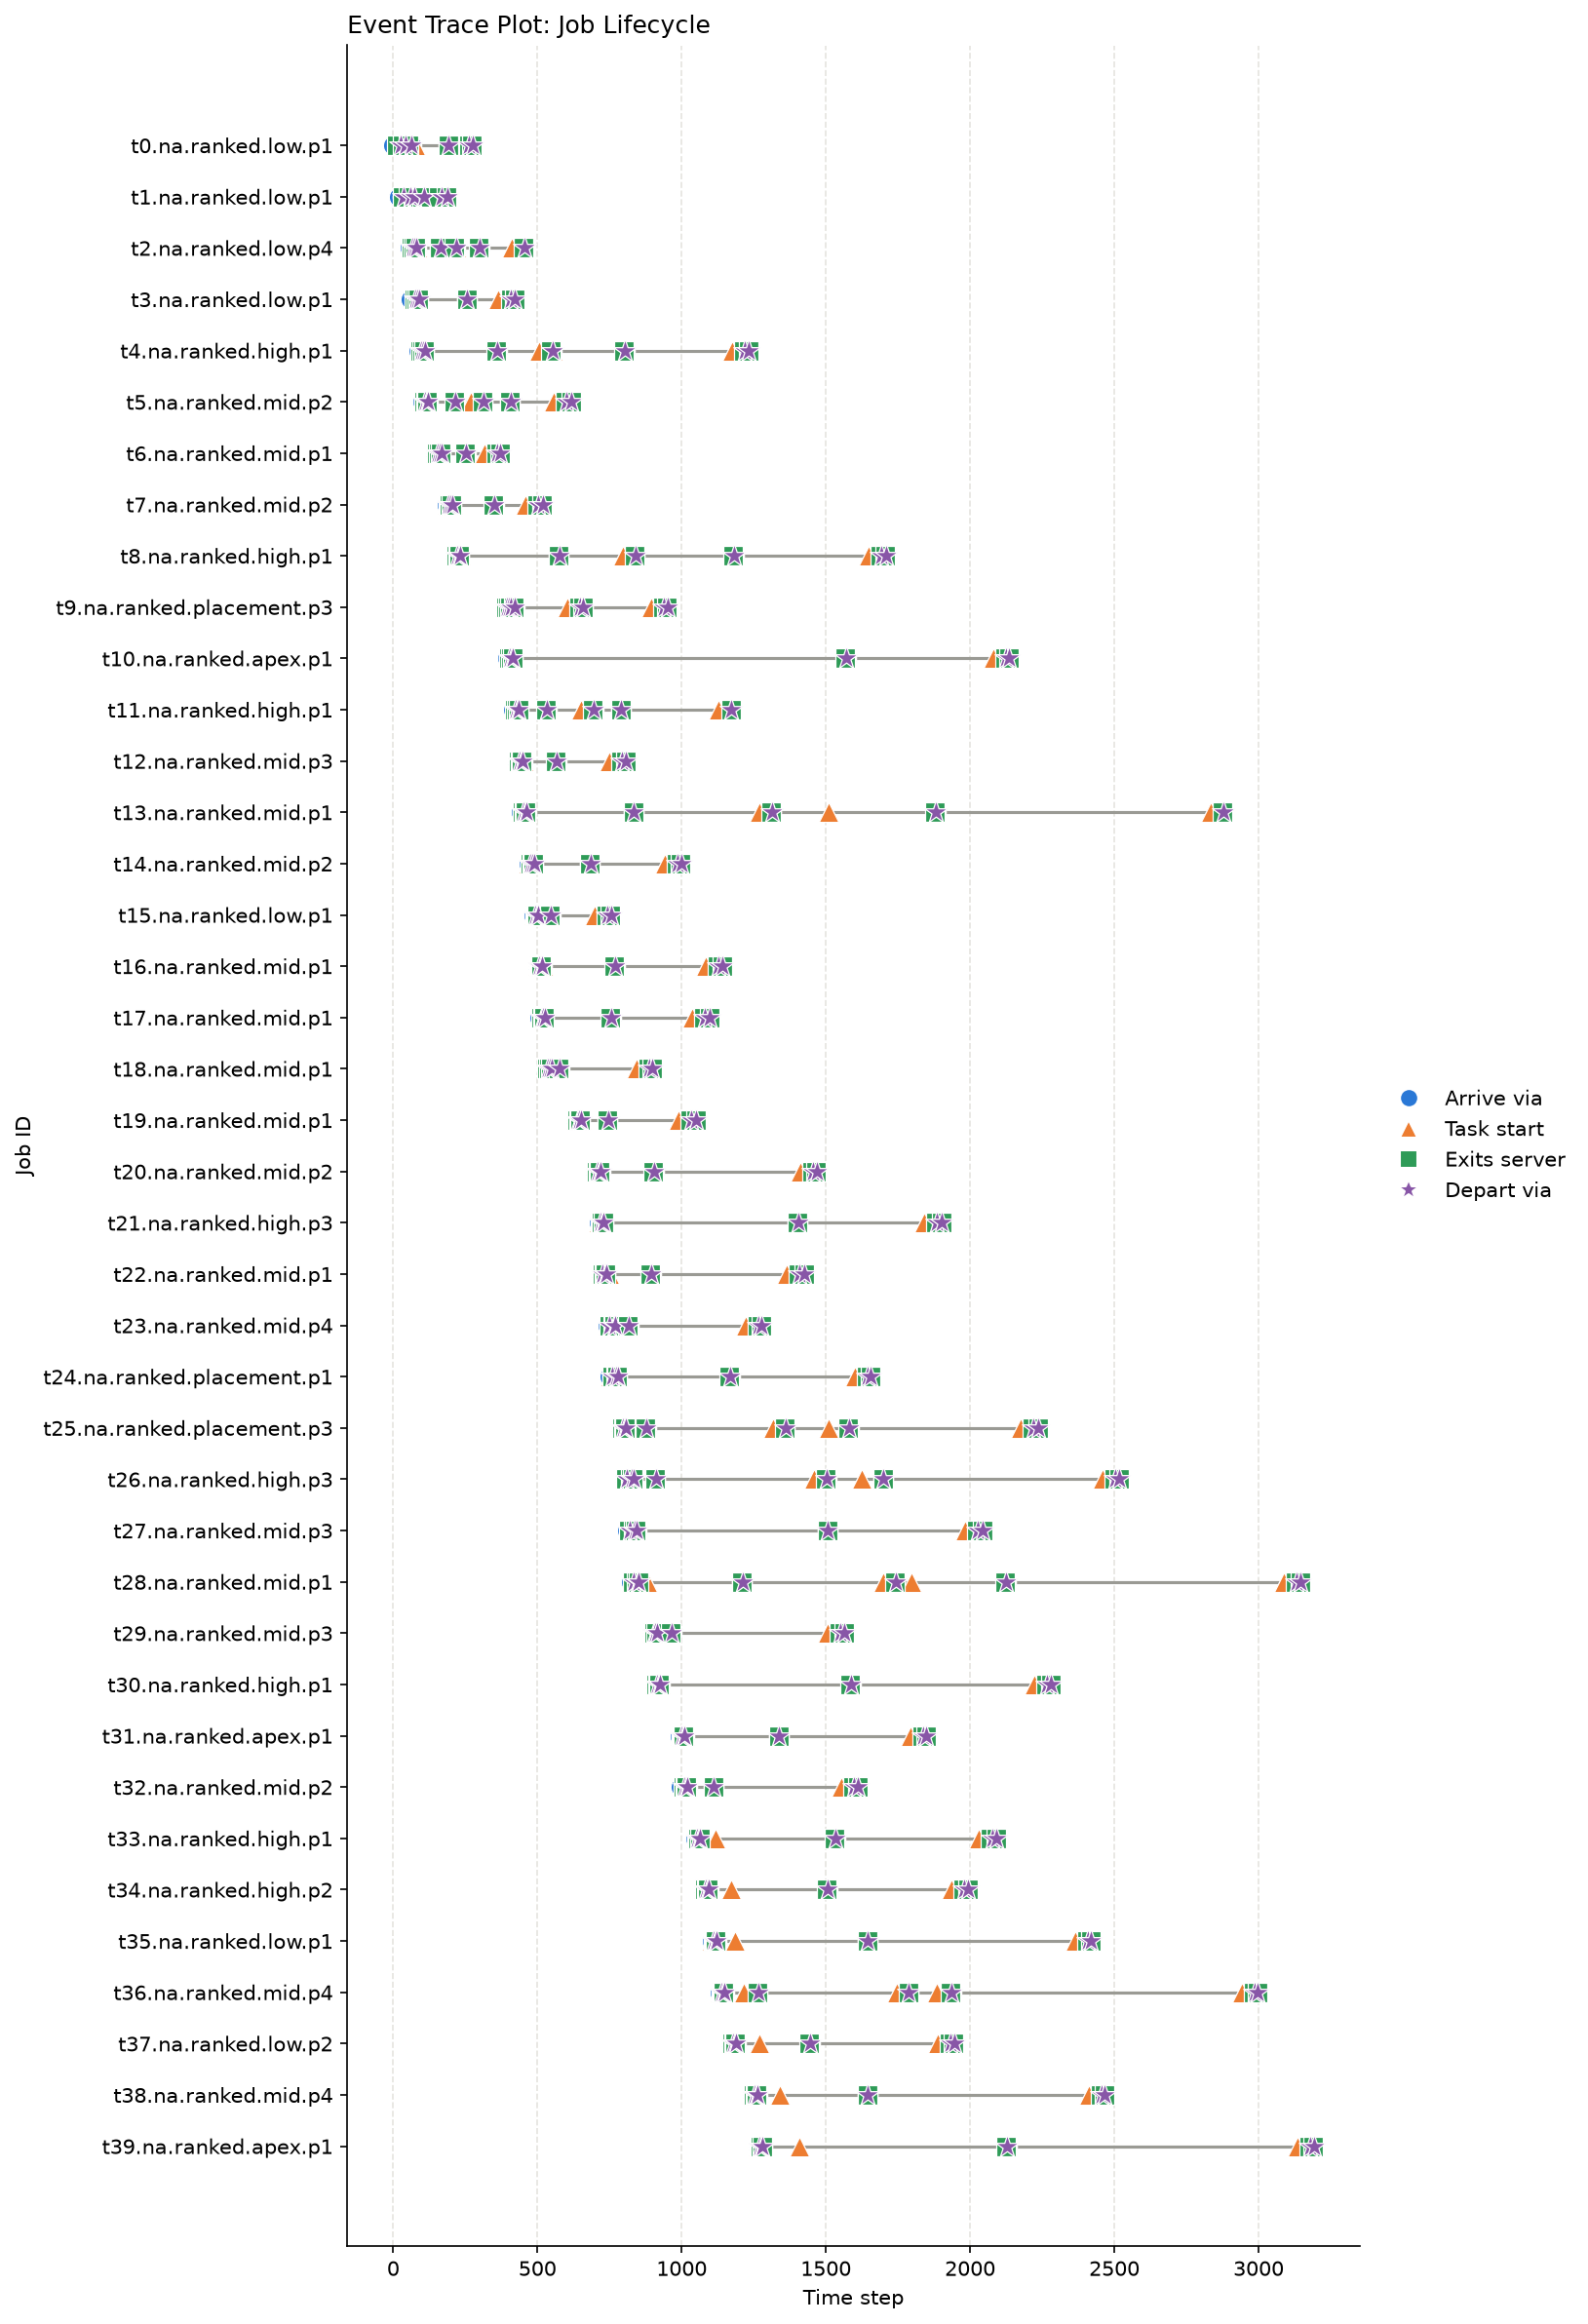 Event Trace Plot: Job Lifecycle
t0.na.ranked.low.p1
t1.na.ranked.low.p1
t2.na.ranked.low.p4
t3.na.ranked.low.p1
t4.na.ranked.high.p1
t5.na.ranked.mid.p2
t6.na.ranked.mid.p1
t7.na.ranked.mid.p2
t8.na.ranked.high.p1
t9.na.ranked.placement.p3
t10.na.ranked.apex.p1
t11.na.ranked.high.p1
t12.na.ranked.mid.p3
t13.na.ranked.mid.p1
t14.na.ranked.mid.p2
t15.na.ranked.low.p1
t16.na.ranked.mid.p1
t17.na.ranked.mid.p1
t18.na.ranked.mid.p1
t19.na.ranked.mid.p1
t20.na.ranked.mid.p2
t21.na.ranked.high.p3
t22.na.ranked.mid.p1
t23.na.ranked.mid.p4
t24.na.ranked.placement.p1
t25.na.ranked.placement.p3
t26.na.ranked.high.p3
t27.na.ranked.mid.p3
t28.na.ranked.mid.p1
t29.na.ranked.mid.p3
t30.na.ranked.high.p1
t31.na.ranked.apex.p1
t32.na.ranked.mid.p2
t33.na.ranked.high.p1
t34.na.ranked.high.p2
t35.na.ranked.low.p1
t36.na.ranked.mid.p4
t37.na.ranked.low.p2
t38.na.ranked.mid.p4
t39.na.ranked.apex.p1
Job ID
0 500 1000 1500 2000 2500 3000
Time step
Arrive via
Task start
Exits server
Depart via